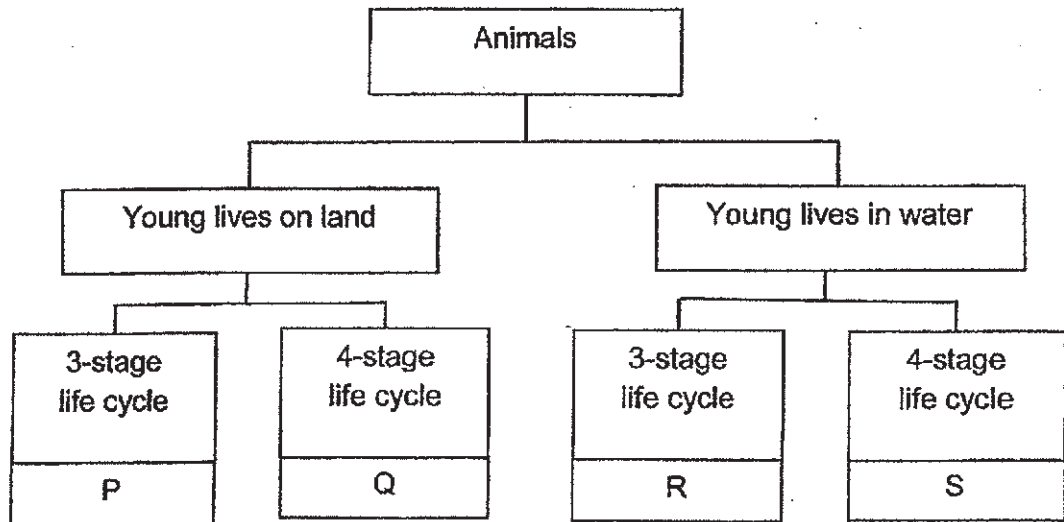 Animals
Young lives on land
Young lives in water
3-stage
life cycle
4-stage
life cycle
3-stage
life cycle
4-stage
life cycle
P
Q
R
S